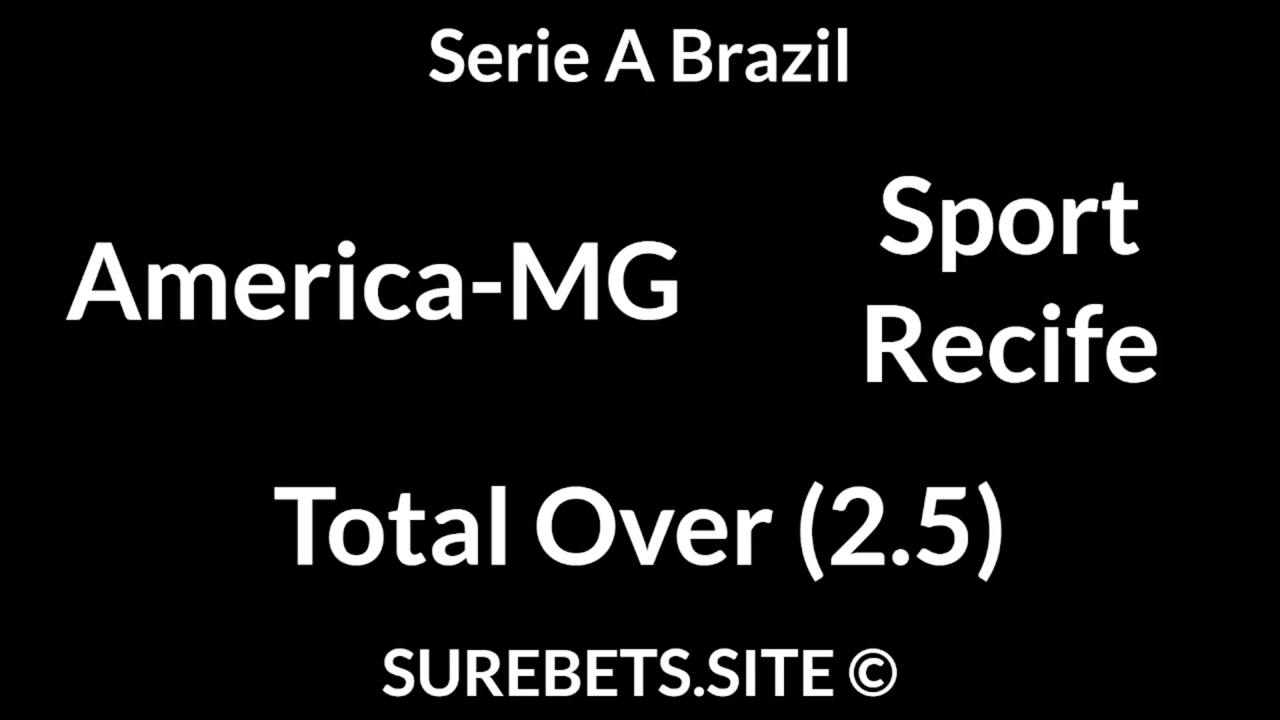 Serie A Brazil
America-MG
Sport
Recife
Total Over (2.5)
SUREBETS.SITE ©